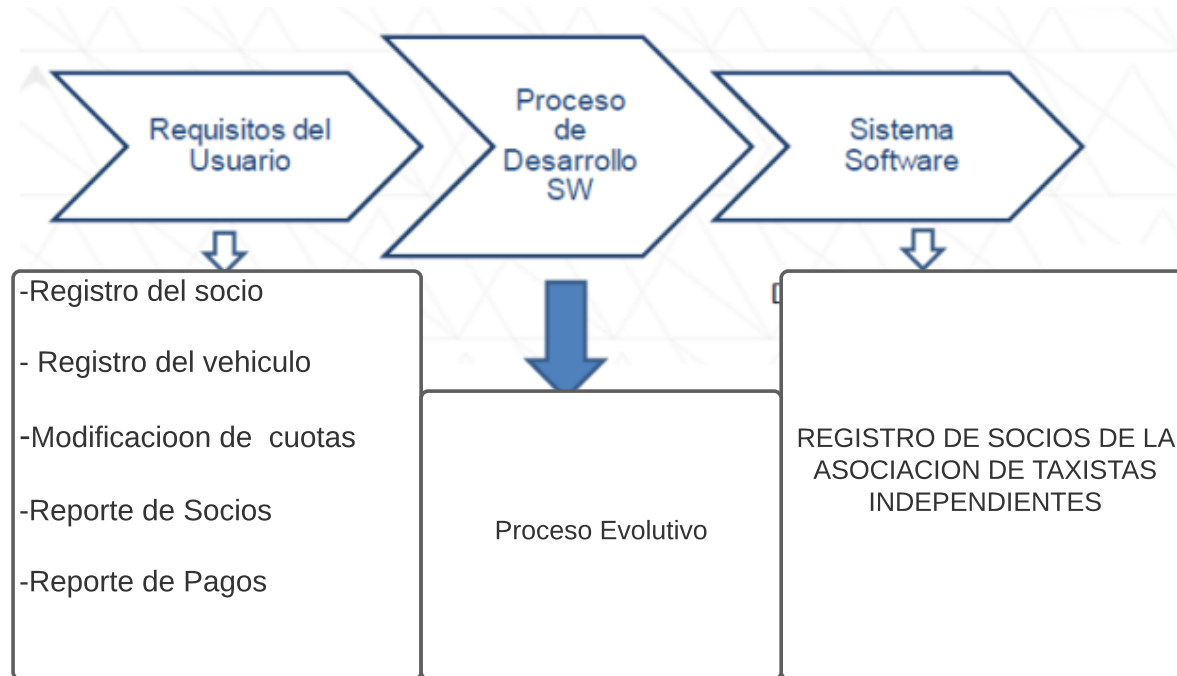 Requisitos del
Usuario
Proceso
de
Desarrollo
SW
Sistema
Software
-Registro del socio
- Registro del vehiculo
-Modificacioon de  cuotas
-Reporte de Socios
-Reporte de Pagos
Proceso Evolutivo
REGISTRO DE SOCIOS DE LA
ASOCIACION DE TAXISTAS
INDEPENDIENTES